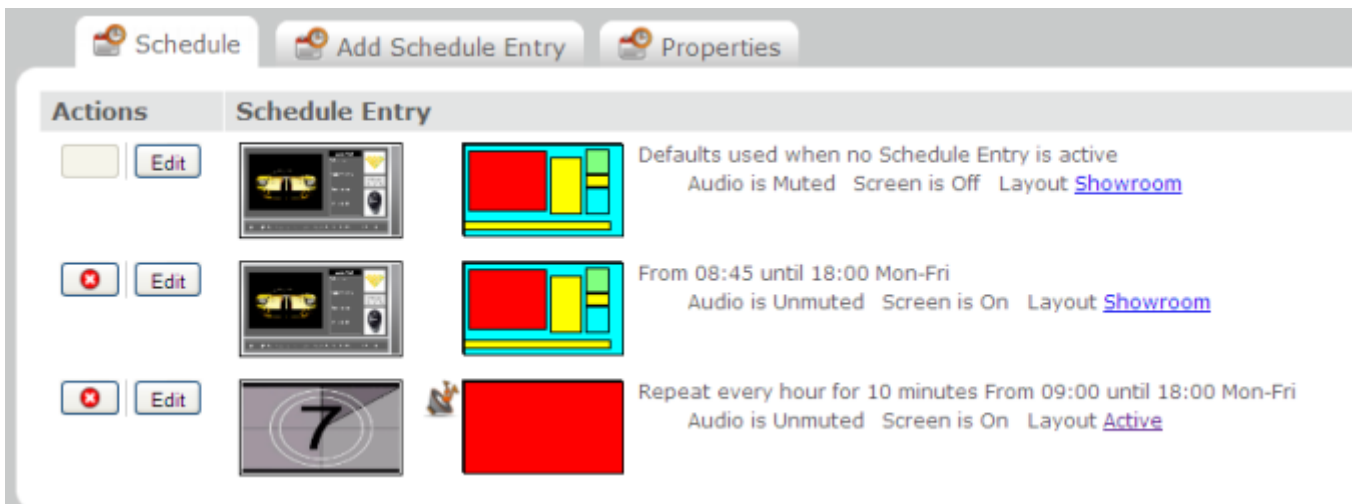 Schedule
Add Schedule Entry
Properties
Actions
Schedule Entry
Edit
Defaults used when no Schedule Entry is active
Audio is Muted Screen is Off Layout Showroom
Edit
From 08:45 until 18:00 Mon-Fri
Audio is Unmuted Screen is On Layout Showroom
Edit
7
Repeat every hour for 10 minutes From 09:00 until 18:00 Mon-Fri
Audio is Unmuted Screen is On Layout Active